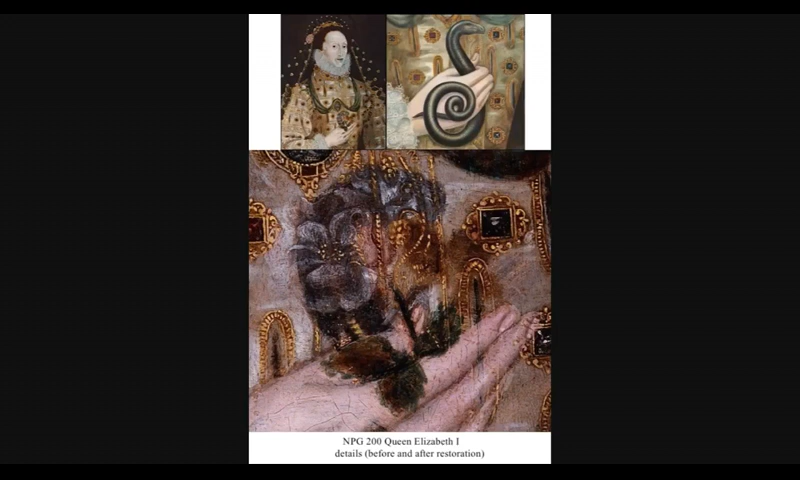 NPG 200 Queen Elizabeth I
details (before and after restoration)